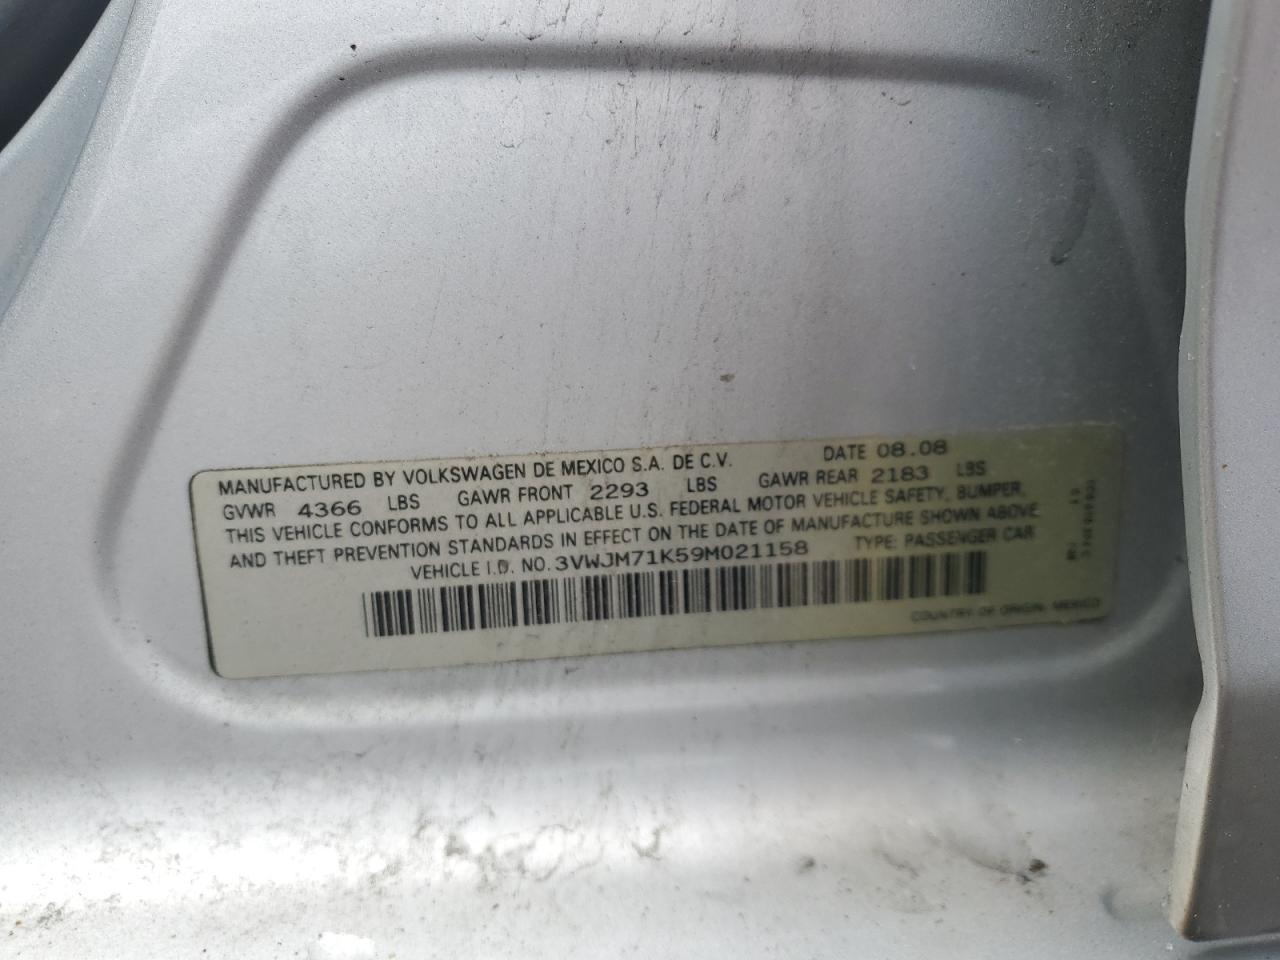 MANUFACTURED BY VOLKSWAGEN DE MEXICO S.A. DE C.V. DATE 08.08
GVWR 4366 LBS GAWR FRONT 2293 LBS GAWR REAR 2183 LBS
THIS VEHICLE CONFORMS TO ALL APPLICABLE U.S. FEDERAL MOTOR VEHICLE SAFETY, BUMPER,
AND THEFT PREVENTION STANDARDS IN EFFECT ON THE DATE OF MANUFACTURE SHOWN ABOVE
VEHICLE I.D. NO. 3VWJM71K59M021158 TYPE: PASSENGER CAR
COUNTRY OF ORIGIN: MEXICO